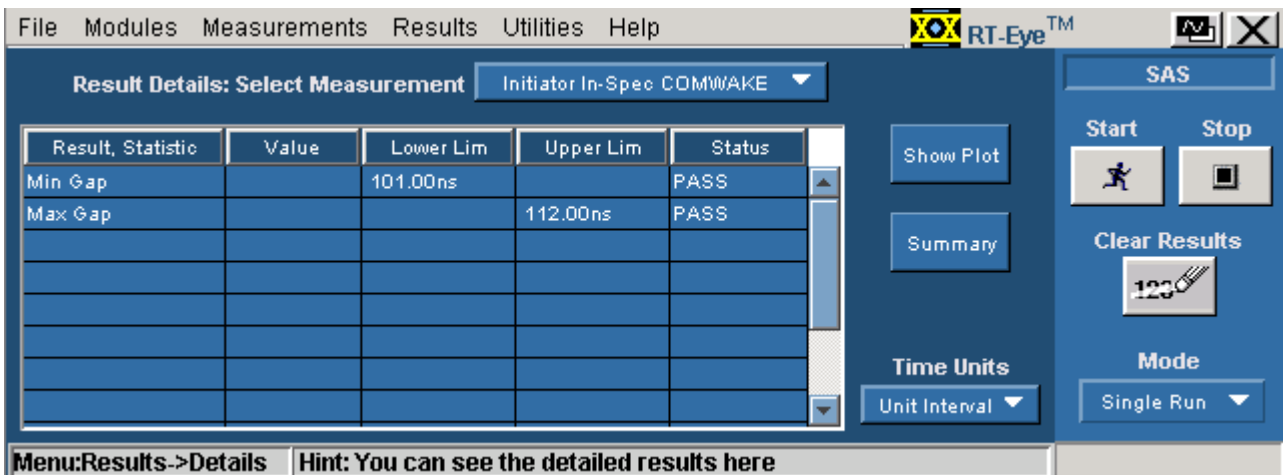 File Modules Measurements Results Utilities Help RT-Eye™
Result Details: Select Measurement Initiator In-Spec COMWAKE
SAS
Result, Statistic Value Lower Lim Upper Lim Status
Min Gap 101.00ns PASS
Max Gap 112.00ns PASS
Show Plot
Summary
Time Units
Unit Interval
Start Stop
Clear Results
123
Mode
Single Run
Menu:Results->Details Hint: You can see the detailed results here